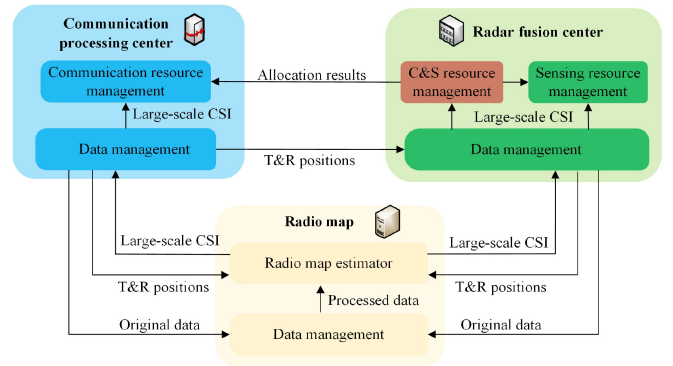 Communication
processing center
Radar fusion center
Communication resource
management
Allocation results
C&S resource
management
Sensing resource
management
Large-scale CSI
Large-scale CSI
Data management
T&R positions
Data management
Radio map
Large-scale CSI
Radio map estimator
Large-scale CSI
T&R positions
T&R positions
Processed data
Original data
Data management
Original data